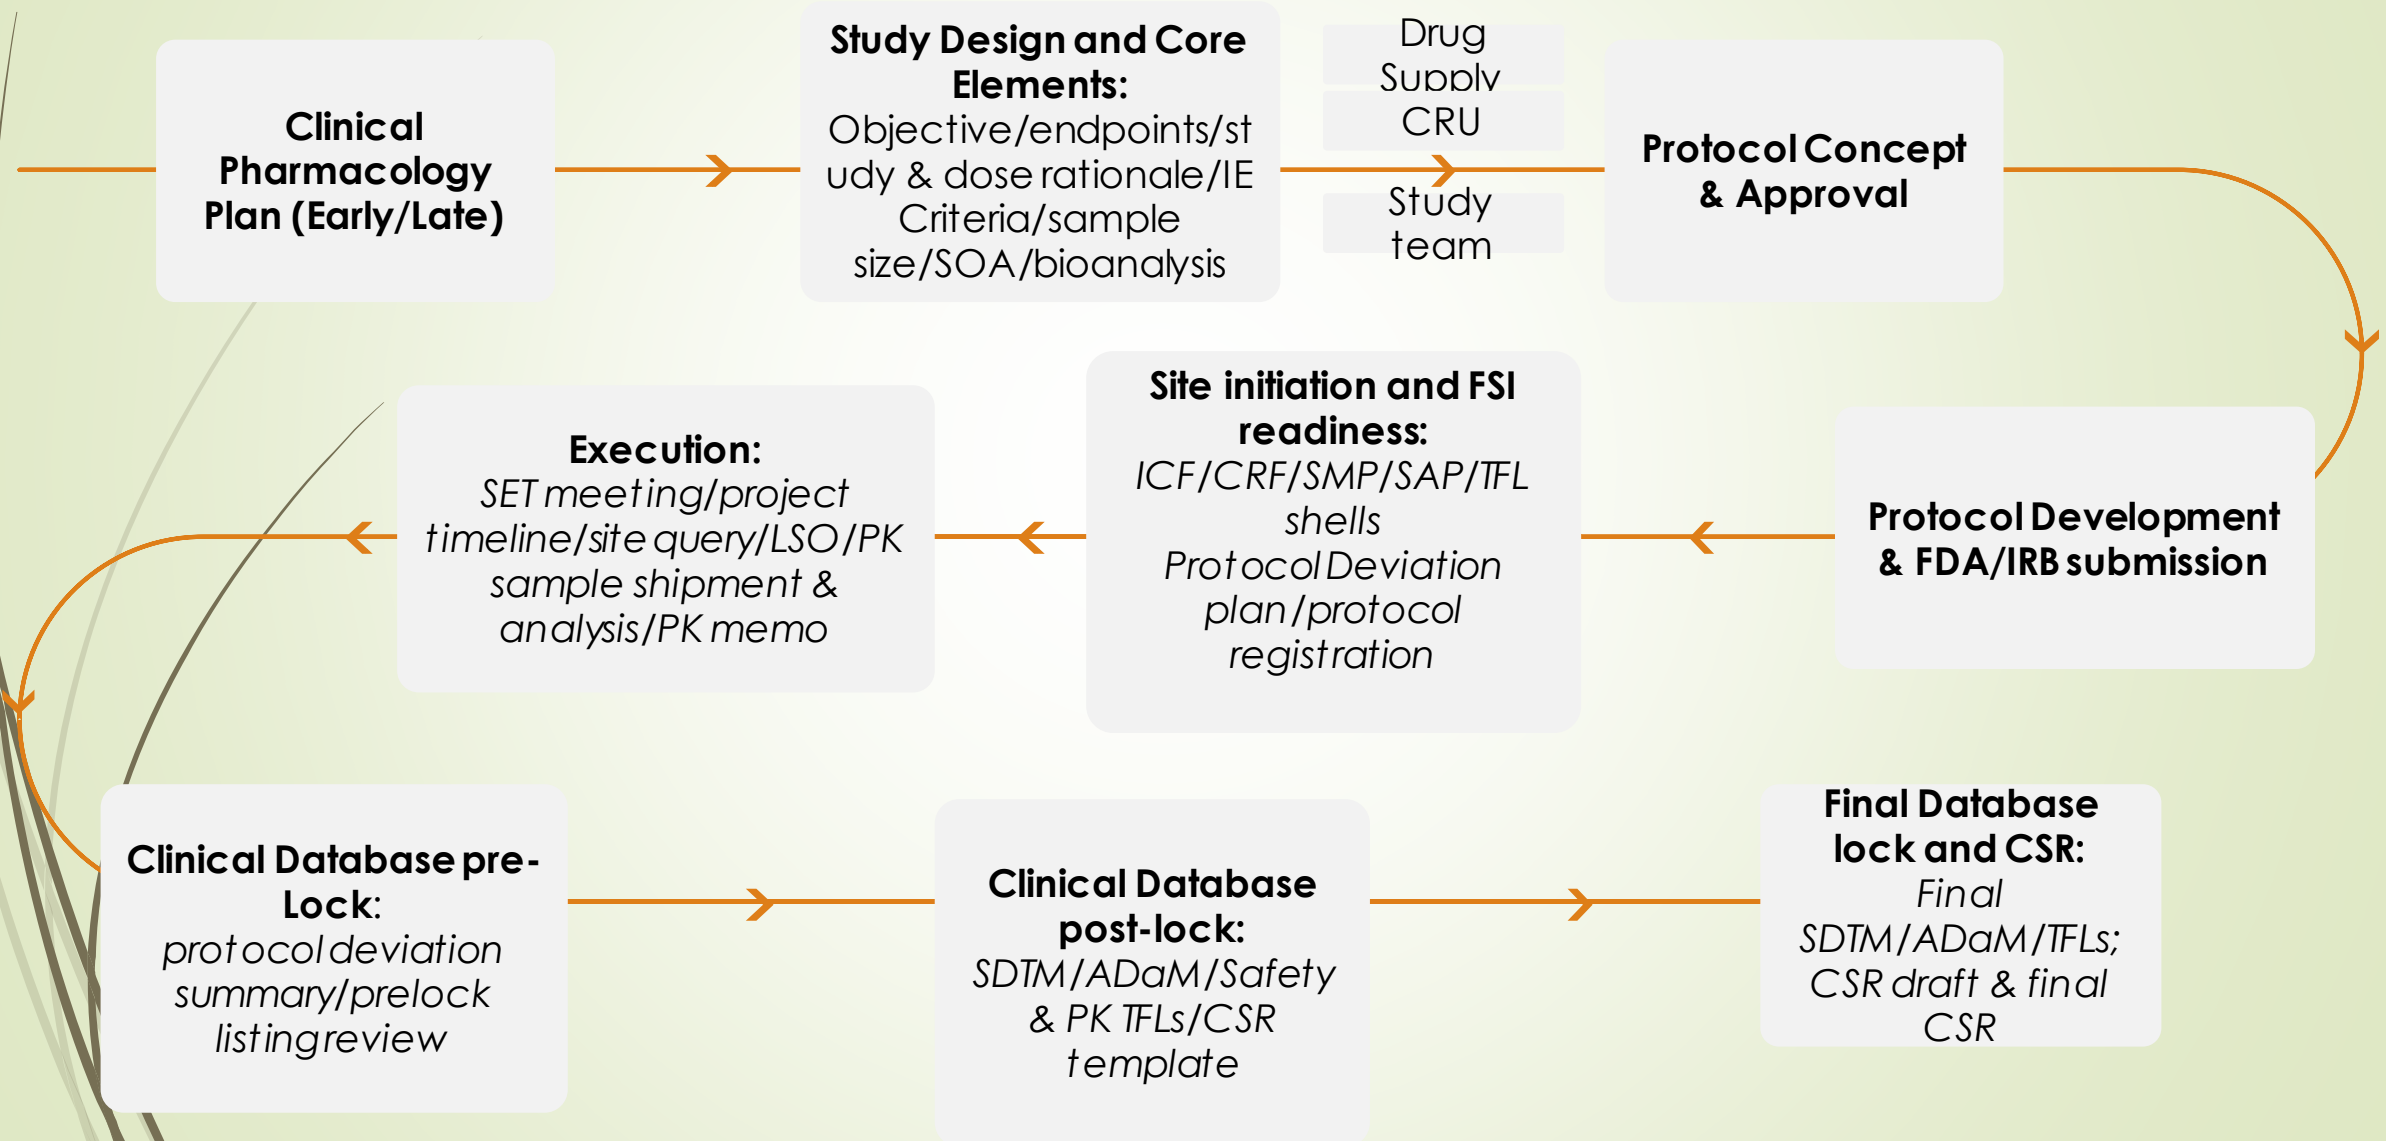 Clinical
Pharmacology
Plan (Early/Late)
Study Design and Core
Elements:
Objective/endpoints/st
udy & dose rationale/IE
Criteria/sample
size/SOA/bioanalysis
Drug
Supply
CRU
Study
team
Protocol Concept
& Approval
Protocol Development
& FDA/IRB submission
Site initiation and FSI
readiness:
ICF/CRF/SMP/SAP/TFL
shells
Protocol Deviation
plan/protocol
registration
Execution:
SET meeting/project
timeline/site query/LSO/PK
sample shipment &
analysis/PK memo
Clinical Database pre-
Lock:
protocol deviation
summary/prelock
listing review
Clinical Database
post-lock:
SDTM/ADaM/Safety
& PK TFLs/CSR
template
Final Database
lock and CSR:
Final
SDTM/ADaM/TFLs;
CSR draft & final
CSR